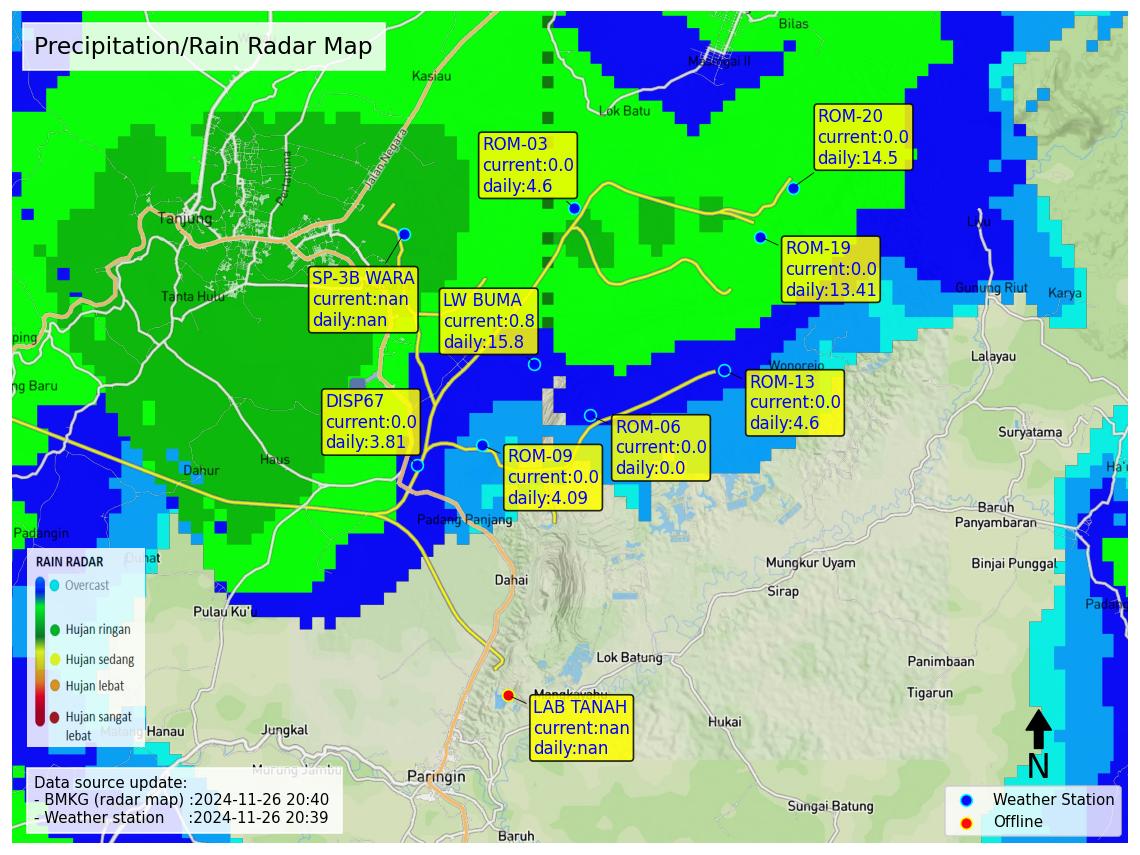 Precipitation/Rain Radar Map
Bilas
Masingai II
Kasiau
Lok Batu
Jalan Negara
Pertamina
ROM-20
current:0.0
daily:14.5
ROM-03
current:0.0
daily:4.6
Tanjung
Liyu
ROM-19
current:0.0
daily:13.41
SP-3B WARA
current:nan
daily:nan
Tanta Hulu
LW BUMA
current:0.8
daily:15.8
Gunung Riut
Karya
ping
Lalayau
Wonorejo
ng Baru
ROM-13
current:0.0
daily:4.6
DISP67
current:0.0
daily:3.81
ROM-06
current:0.0
daily:0.0
Suryatama
ROM-09
current:0.0
daily:4.09
Haus
Dahur
Padang Panjang
Baruh
Panyambaran
Padangin
Mungkur Uyam
Binjai Punggal
Dahai
Sirap
Pulau Ku'u
Padang
RAIN RADAR
Overcast
Hujan ringan
Hujan sedang
Hujan lebat
Hujan sangat
lebat
Lok Batung
Panimbaan
Tigarun
LAB TANAH
current:nan
daily:nan
Hukai
Jungkal
Hanau
Murung Jambu
Paringin
Sungai Batung
Baruh
Data source update:
- BMKG (radar map) :2024-11-26 20:40
- Weather station :2024-11-26 20:39
N
Weather Station
Offline